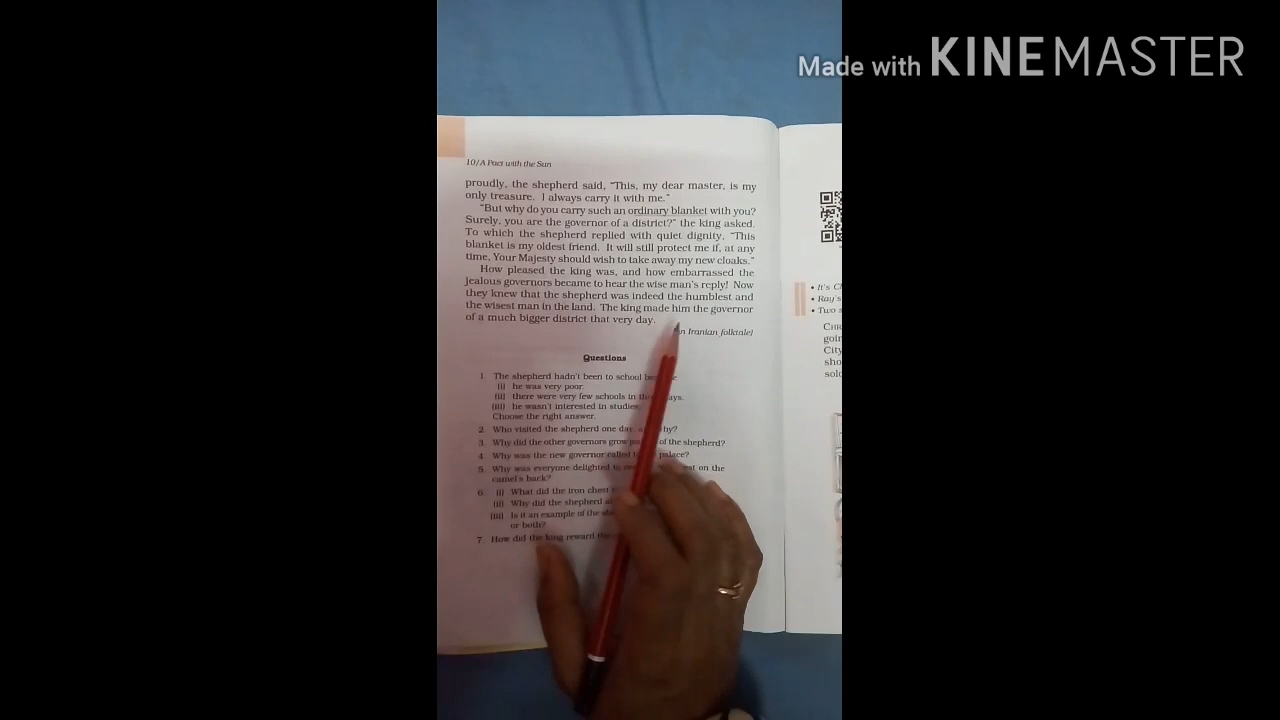 Made with KINEMASTER
10/A Pact with the Sun
proudly, the shepherd said, "This, my dear master, is my
only treasure. I always carry it with me."
"But why do you carry such an ordinary blanket with you?
Surely, you are the governor of a district?" the king asked.
To which the shepherd replied with quiet dignity, "This
blanket is my oldest friend. It will still protect me if, at any
time, Your Majesty should wish to take away my new cloaks."
How pleased the king was, and how embarrassed the
jealous governors became to hear the wise man's reply! Now
they knew that the shepherd was indeed the humblest and
the wisest man in the land. The king made him the governor
of a much bigger district that very day.
n Iranian folktale]
Questions
1. The shepherd hadn't been to school
(i) he was very poor.
(ii) there were very few schools in
(iii) he wasn't interested in studies.
Choose the right answer.
2. Who visited the shepherd one day,
3. Why did the other governors grow of the shepherd?
4. Why was the new governor called palace?
5. Why was everyone delighted on the
camel's back?
6. (i) What did the iron chest
(ii) Why did the shepherd
(iii) Is it an example of the
or both?
7. How did the king reward the
• It's
• Ray's
• Two
City